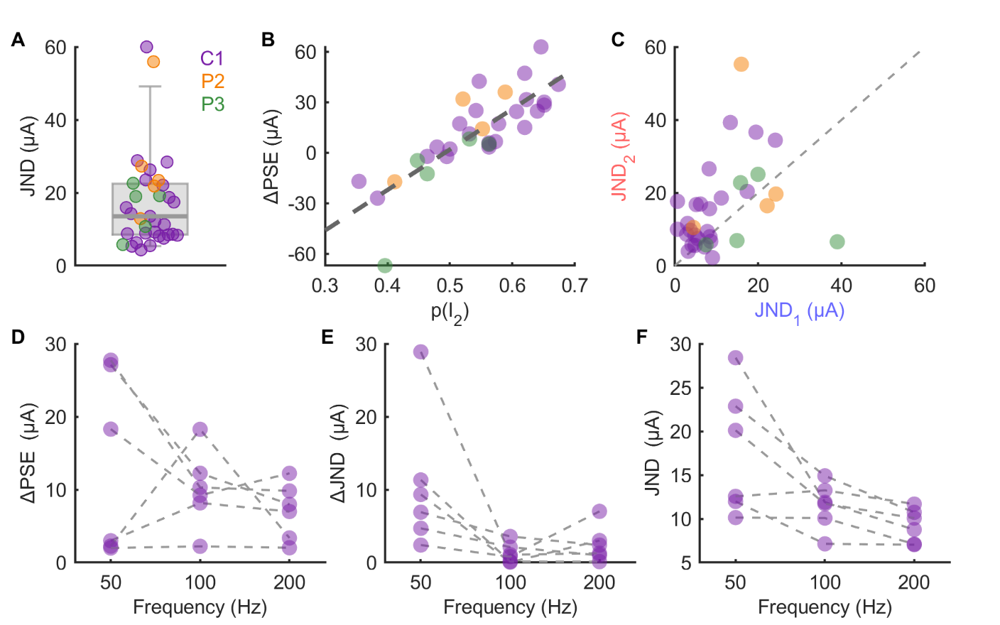 A
JND (μA)
60
40
20
0
C1
P2
P3
B
ΔPSE (μA)
60
30
0
-30
-60
0.3 0.4 0.5 0.6 0.7
p(I2)
C
JND2 (μA)
60
40
20
0
0 20 40 60
JND1 (μA)
D
ΔPSE (μA)
30
20
10
0
50 100 200
Frequency (Hz)
E
ΔJND (μA)
30
20
10
0
50 100 200
Frequency (Hz)
F
JND (μA)
30
25
20
15
10
5
50 100 200
Frequency (Hz)